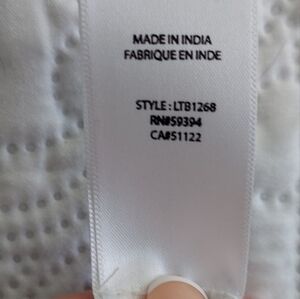 MADE IN INDIA
FABRIQUE EN INDE
STYLE : LTB1268
RN#59394
CA#51122